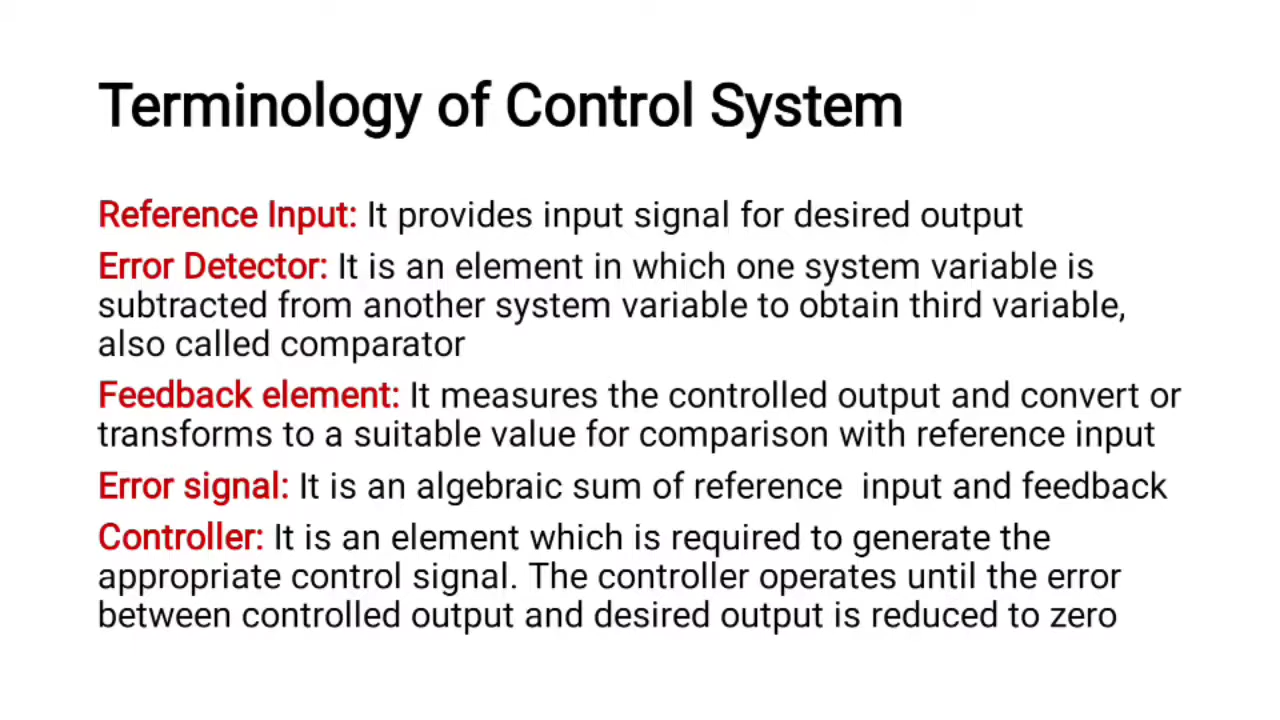 Terminology of Control System
Reference Input: It provides input signal for desired output
Error Detector: It is an element in which one system variable is
subtracted from another system variable to obtain third variable,
also called comparator
Feedback element: It measures the controlled output and convert or
transforms to a suitable value for comparison with reference input
Error signal: It is an algebraic sum of reference  input and feedback
Controller: It is an element which is required to generate the
appropriate control signal. The controller operates until the error
between controlled output and desired output is reduced to zero